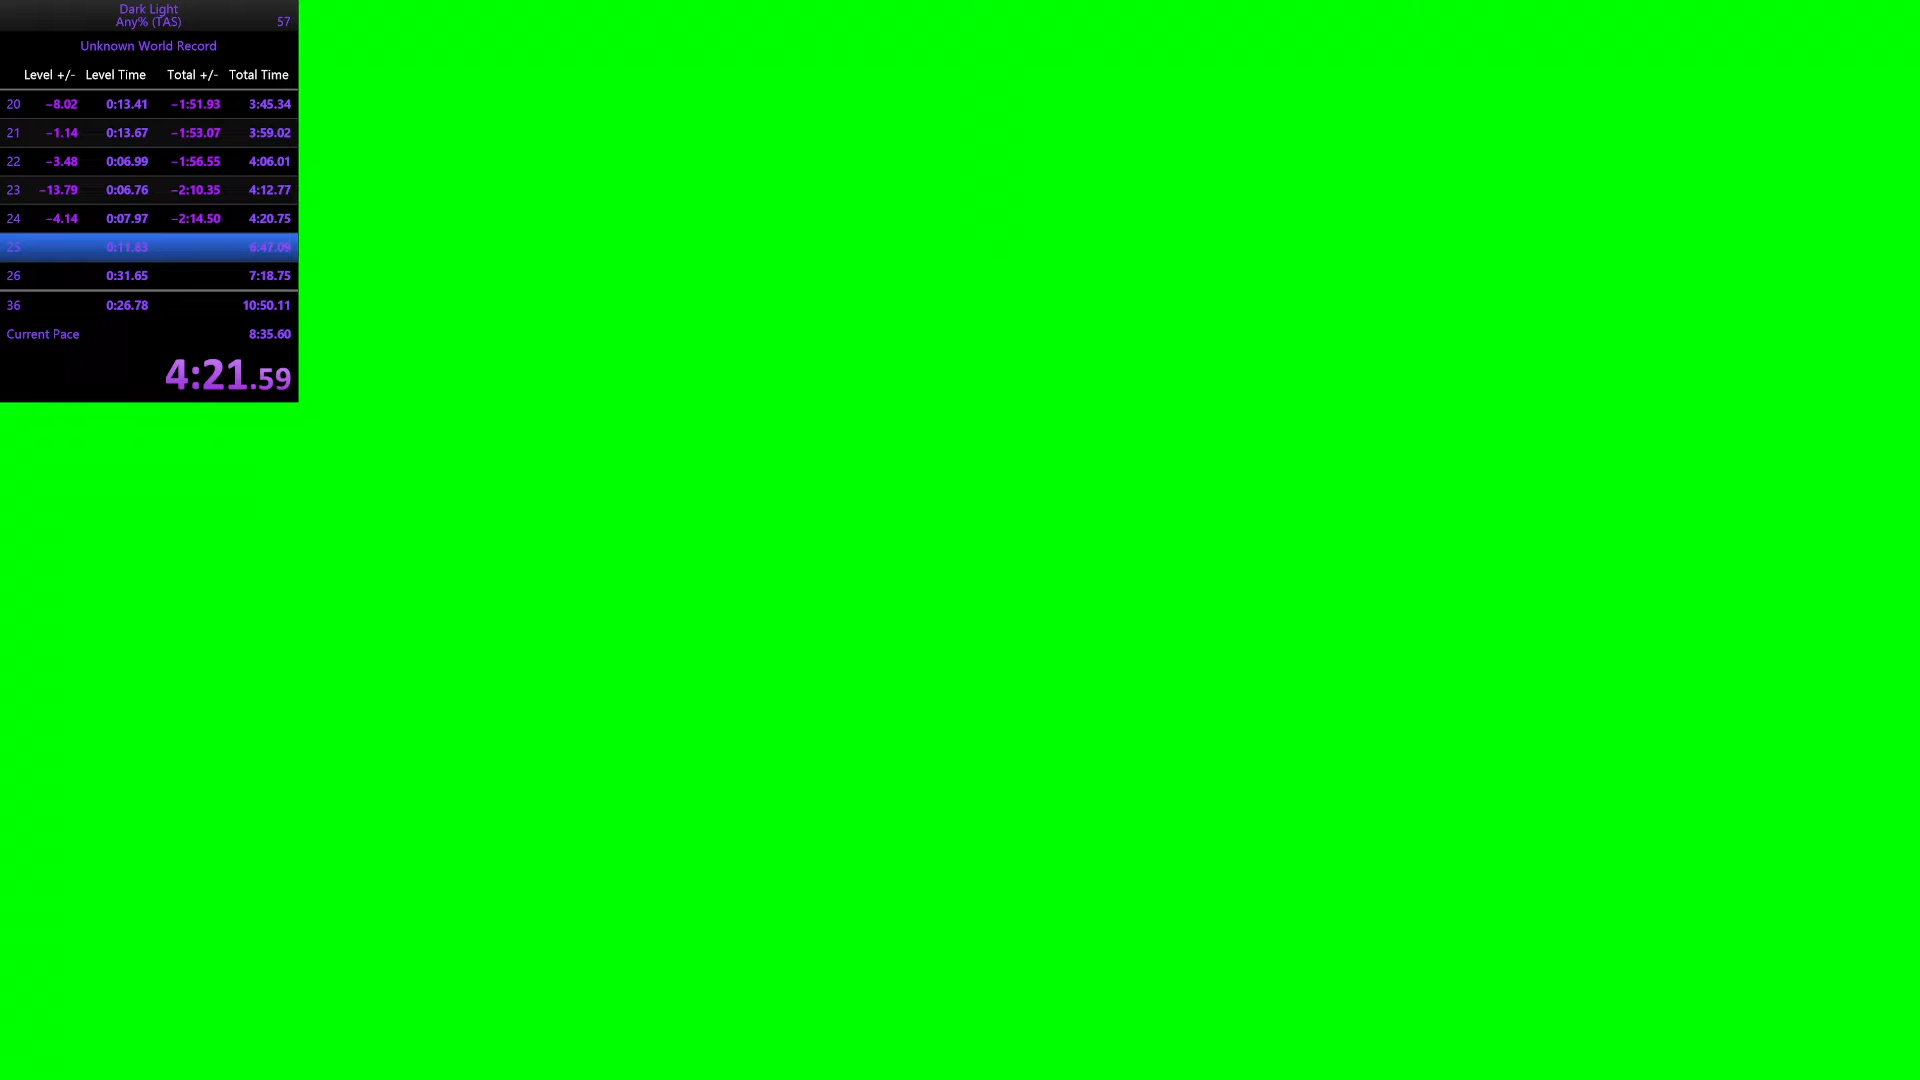 Dark Light
Any% (TAS) 57
Unknown World Record
Level +/- Level Time Total +/- Total Time
20 −8.02 0:13.41 −1:51.93 3:45.34
21 −1.14 0:13.67 −1:53.07 3:59.02
22 −3.48 0:06.99 −1:56.55 4:06.01
23 −13.79 0:06.76 −2:10.35 4:12.77
24 −4.14 0:07.97 −2:14.50 4:20.75
25 0:11.83 6:47.09
26 0:31.65 7:18.75
36 0:26.78 10:50.11
Current Pace 8:35.60
4:21.59